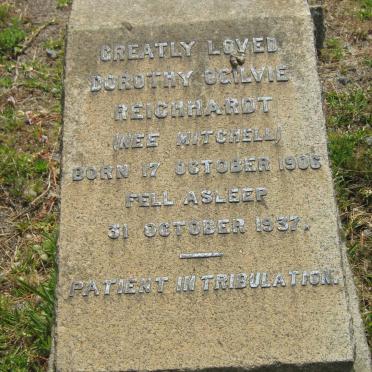 GREATLY LOVED
DOROTHY OGILVIE
REICHHARDT
(NEE MITCHELL)
BORN 17 OCTOBER 1906
FELL ASLEEP
31 OCTOBER 1937.
PATIENT IN TRIBULATION.